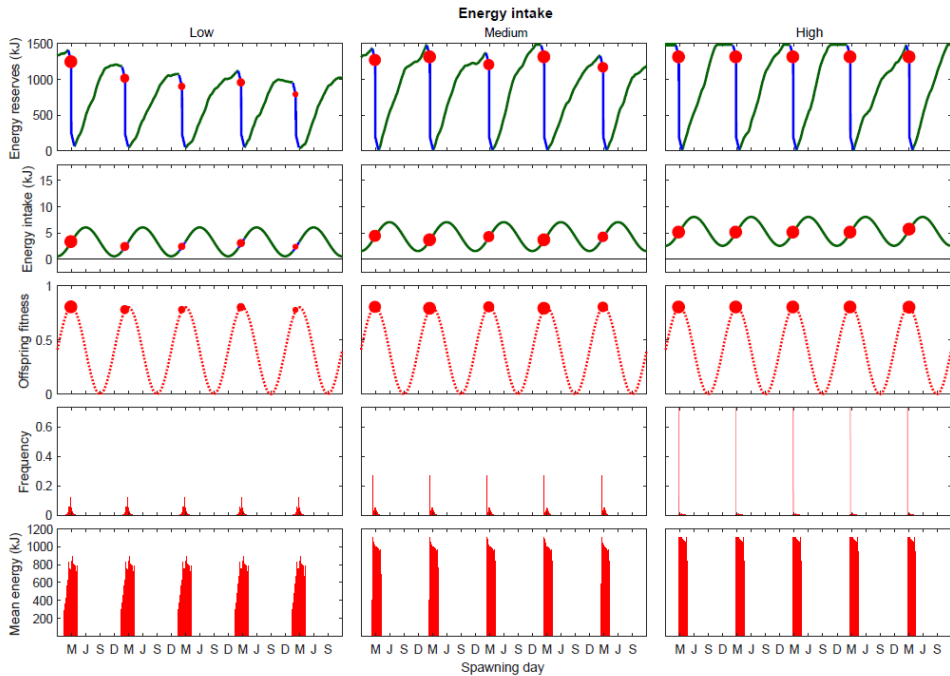 Energy intake
Low Medium High
Energy reserves (kJ)
1500
1000
500
0
Energy intake (kJ)
15
10
5
0
Offspring fitness
1
0.5
0
Frequency
0.6
0.4
0.2
0
Mean energy (kJ)
1200
1000
800
600
400
200
M J S D M J S D M J S D M J S D M J S
M J S D M J S D M J S D M J S D M J S
M J S D M J S D M J S D M J S D M J S
Spawning day